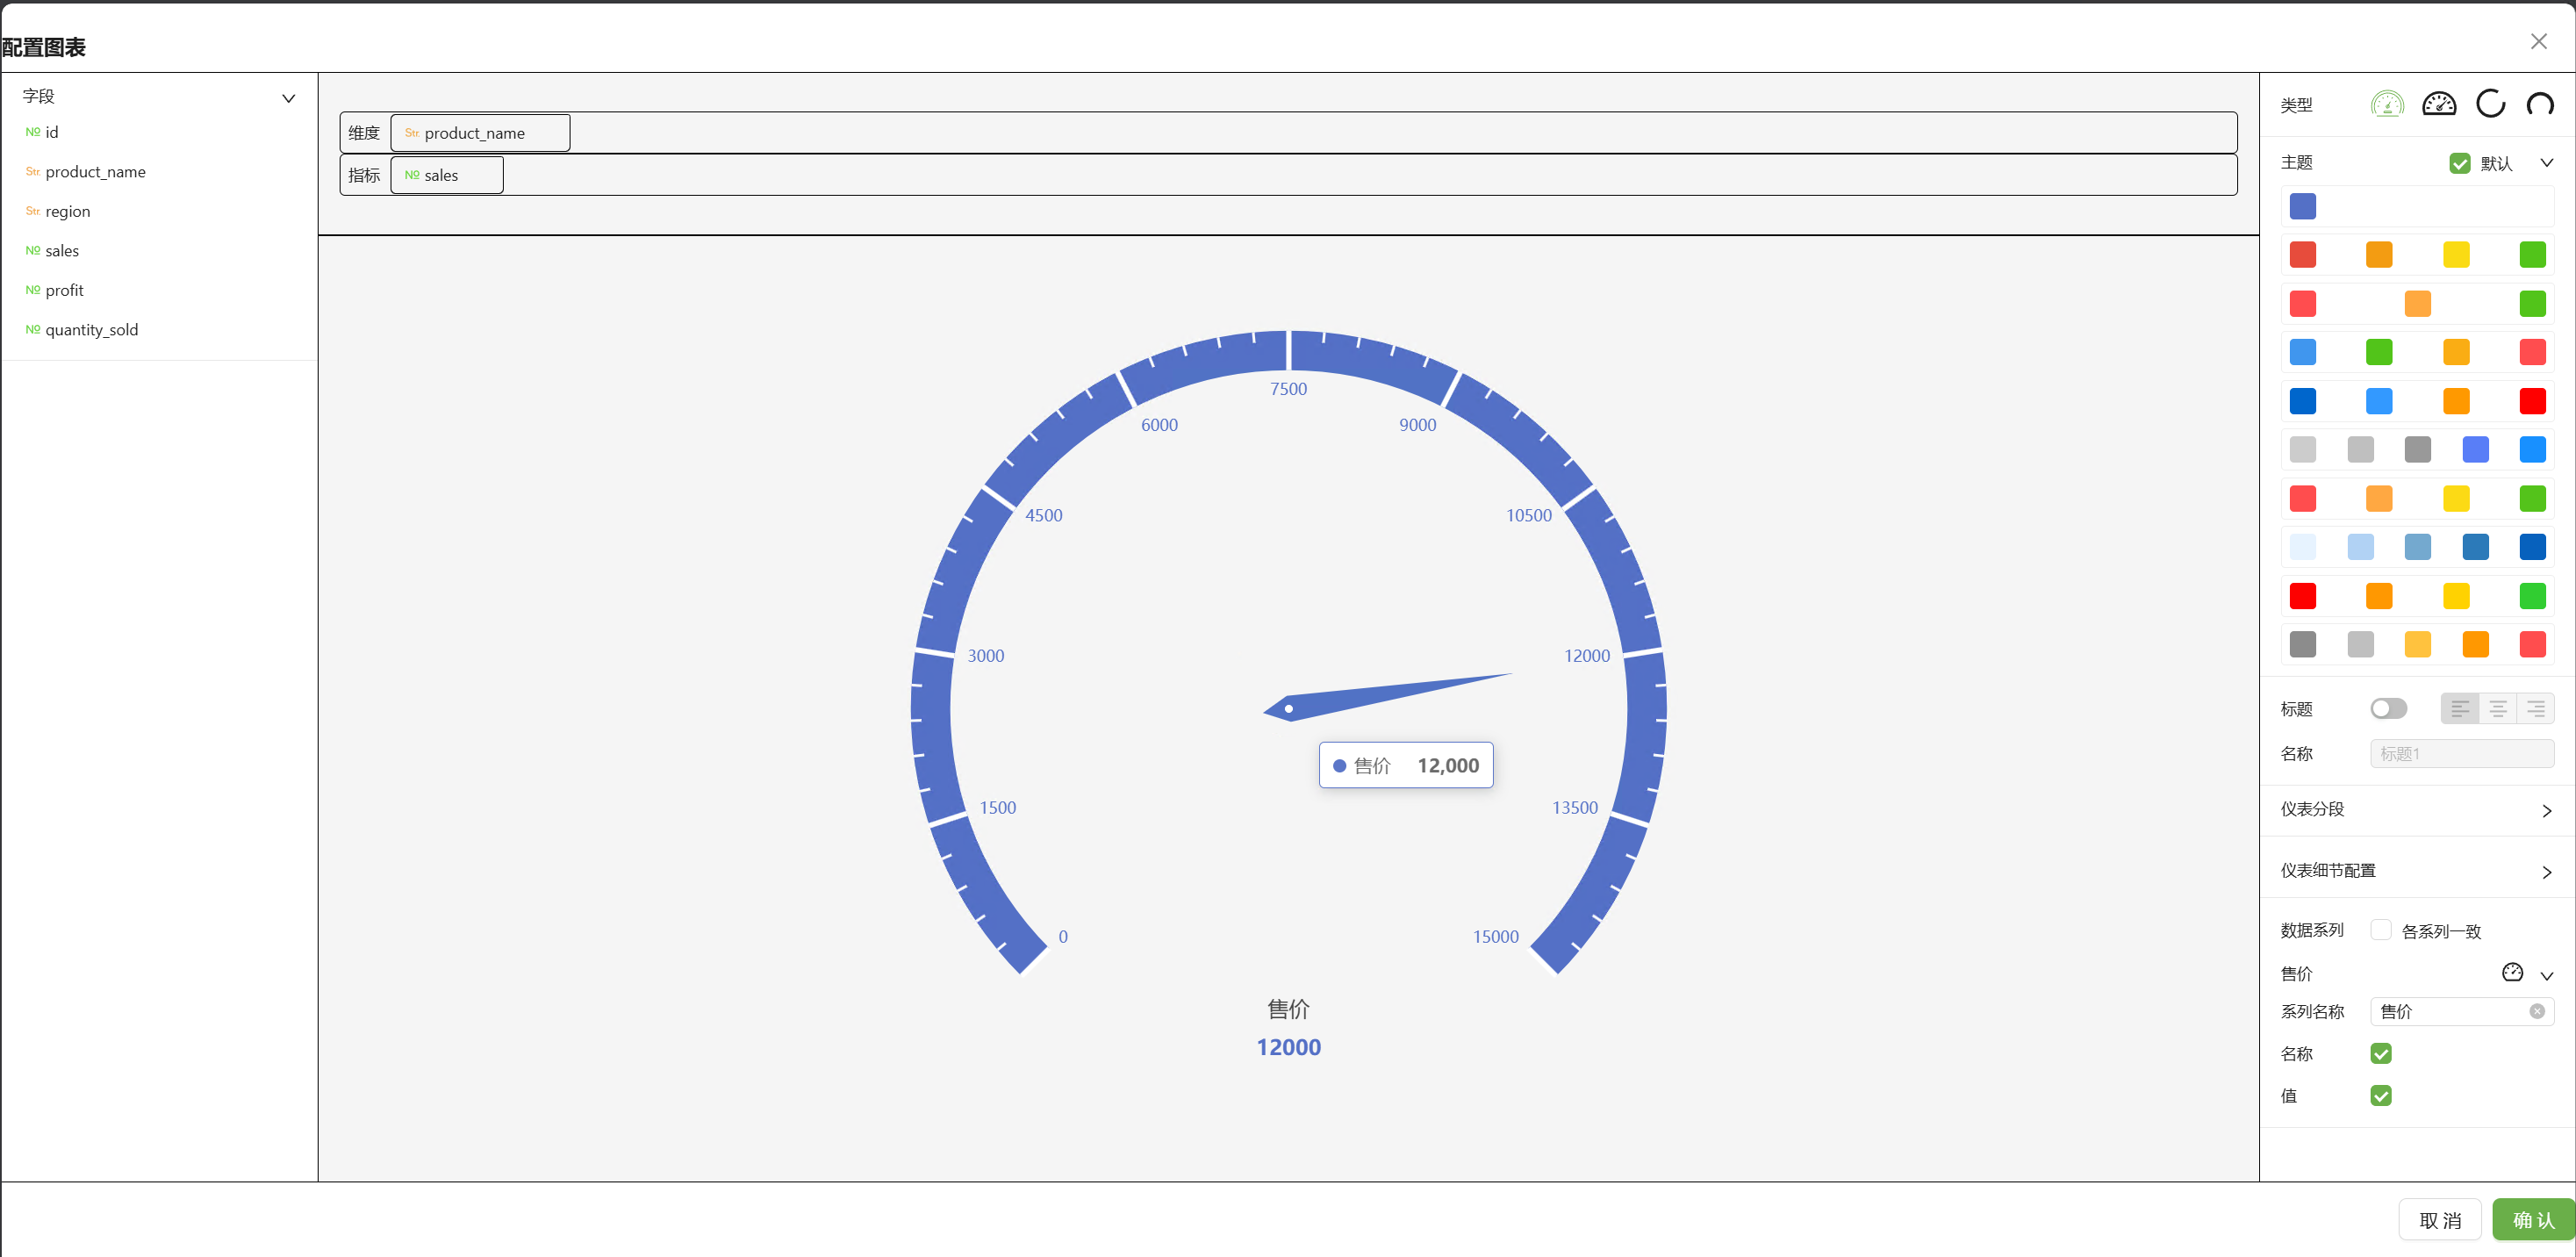 配置图表
字段
№ id
Str. product_name
Str. region
№ sales
№ profit
№ quantity_sold
维度 Str. product_name
指标 № sales
7500
6000 9000
4500 10500
3000 12000
售价 12,000
1500 13500
0 15000
售价
12000
类型
主题 默认
标题
名称 标题1
仪表分段
仪表细节配置
数据系列 各系列一致
售价
系列名称 售价
名称
值
取 消 确 认